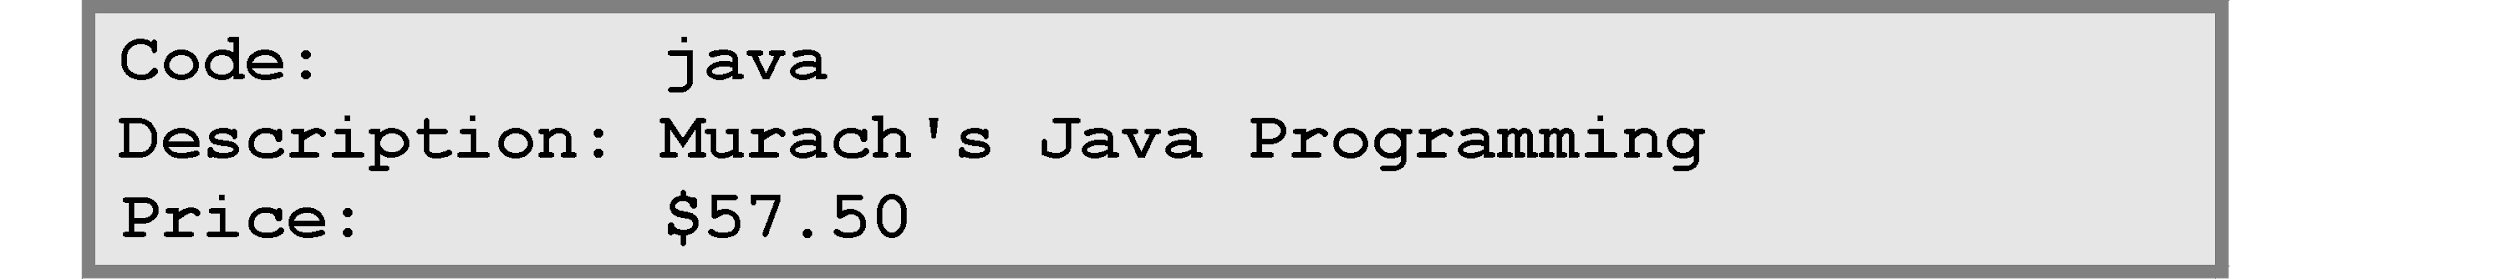 Code:         java
Description: Murach's Java Programming
Price:        $57.50